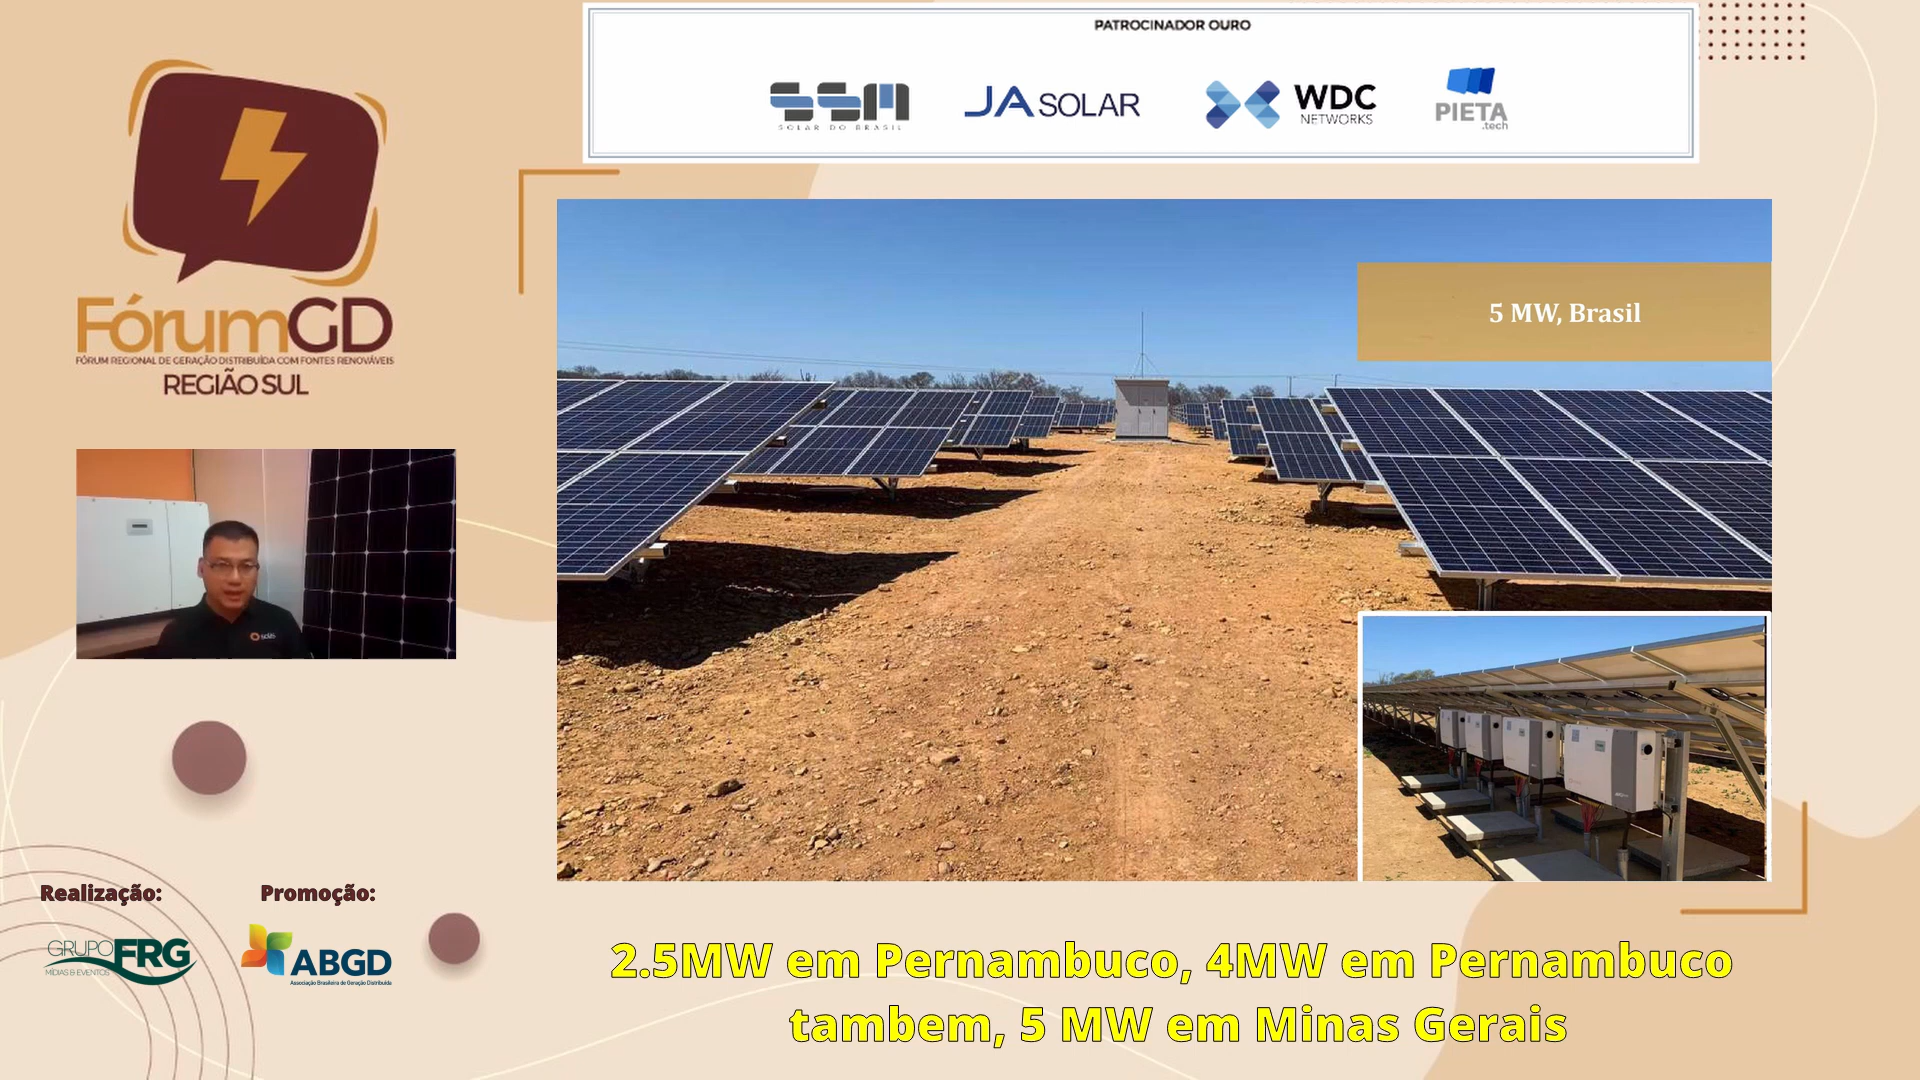 PATROCINADOR OURO
SSM
SOLAR DO BRASIL
JA SOLAR
WDC
NETWORKS
PIETA
.tech
FórumGD
FÓRUM REGIONAL DE GERAÇÃO DISTRIBUÍDA COM FONTES RENOVÁVEIS
REGIÃO SUL
5 MW, Brasil
solis
Realização:
Promoção:
GRUPO FRG
MÍDIAS & EVENTOS
ABGD
Associação Brasileira de Geração Distribuída
2.5MW em Pernambuco, 4MW em Pernambuco
tambem, 5 MW em Minas Gerais